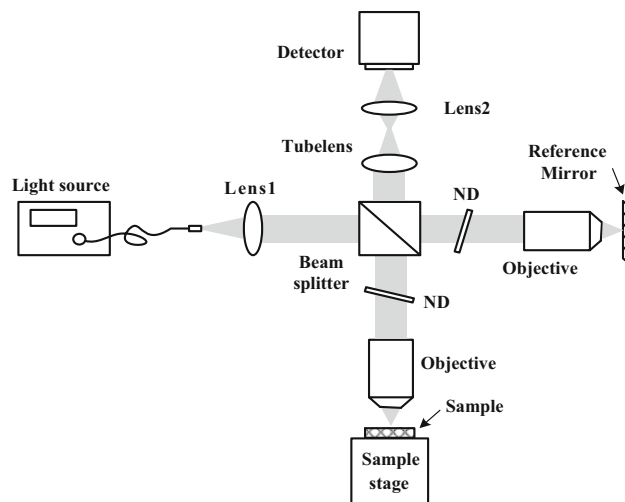 Detector
Lens2
Tubelens
Reference
Mirror
Light source
Lens1
ND
Beam
splitter
Objective
ND
Objective
Sample
Sample
stage